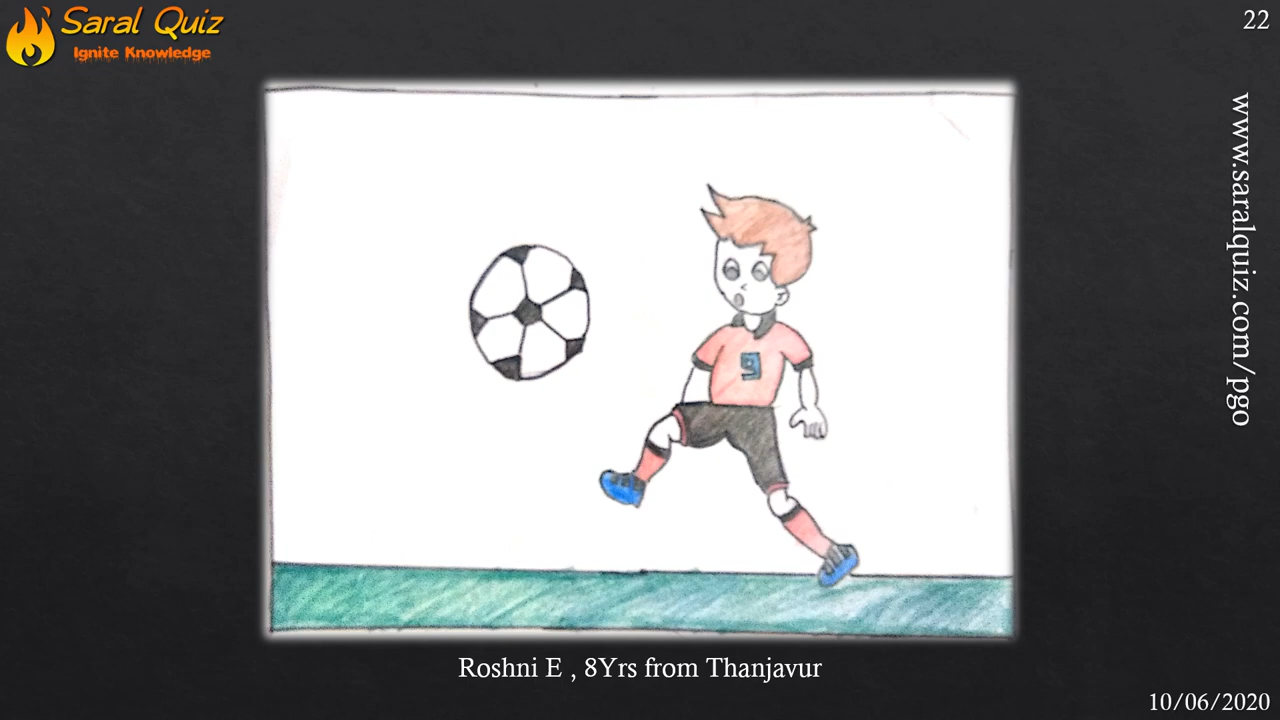 Saral Quiz
Ignite Knowledge
22
www.saralquiz.com/pgo
9
Roshni E , 8Yrs from Thanjavur
10/06/2020